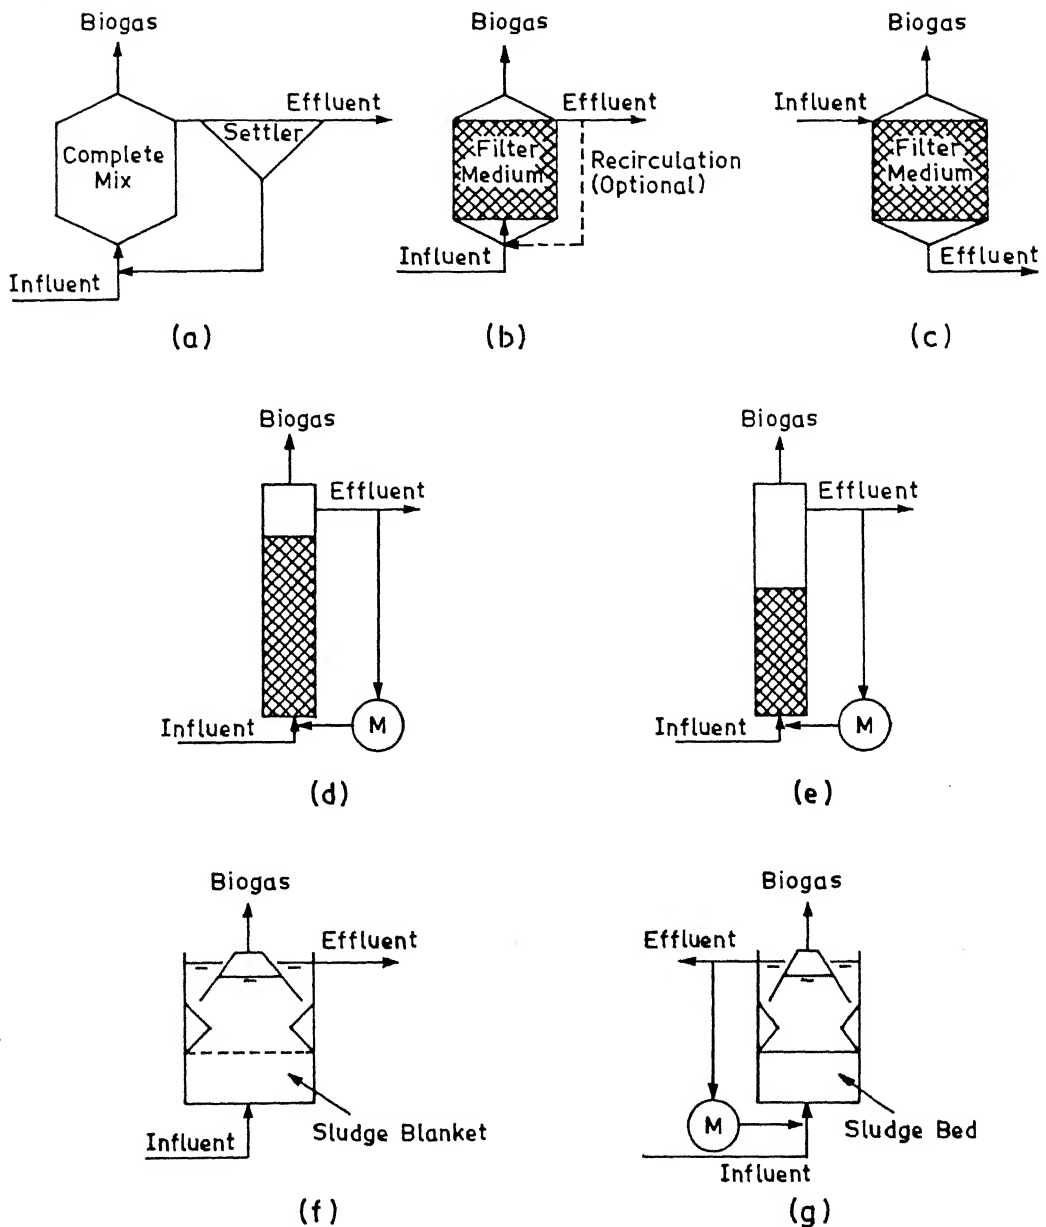 Biogas
Effluent
Settler
Complete
Mix
Influent
(a)
Biogas
Effluent
Filter
Medium
Recirculation
(Optional)
Influent
(b)
Biogas
Influent
Filter
Medium
Effluent
(c)
Biogas
Effluent
Influent
M
(d)
Biogas
Effluent
Influent
M
(e)
Biogas
Effluent
Influent
Sludge Blanket
(f)
Biogas
Effluent
M
Sludge Bed
Influent
(g)